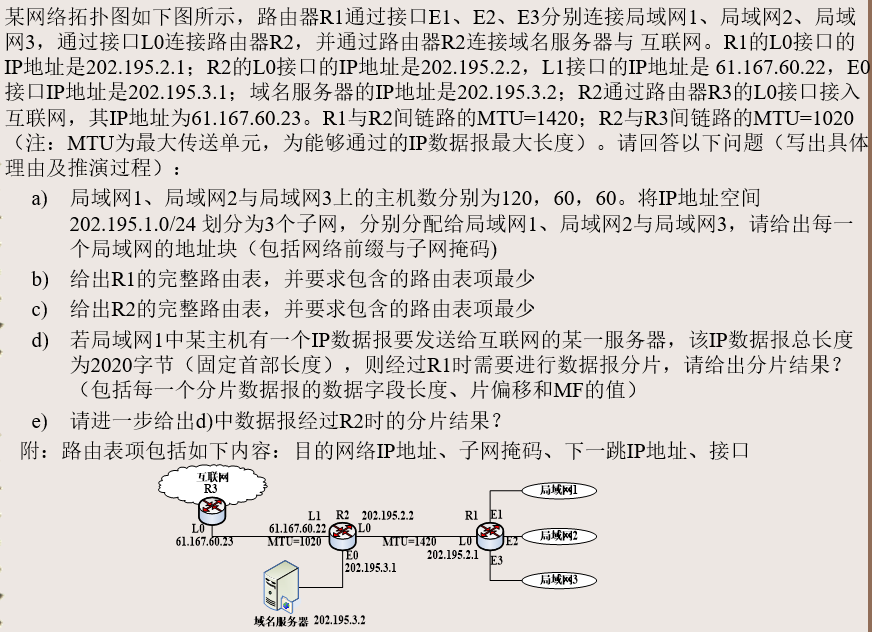 某网络拓扑图如下图所示，路由器R1通过接口E1、E2、E3分别连接局域网1、局域网2、局域
网3，通过接口L0连接路由器R2，并通过路由器R2连接域名服务器与 互联网。R1的L0接口的
IP地址是202.195.2.1；R2的L0接口的IP地址是202.195.2.2，L1接口的IP地址是 61.167.60.22，E0
接口IP地址是202.195.3.1；域名服务器的IP地址是202.195.3.2；R2通过路由器R3的L0接口接入
互联网，其IP地址为61.167.60.23。R1与R2间链路的MTU=1420；R2与R3间链路的MTU=1020
（注：MTU为最大传送单元，为能够通过的IP数据报最大长度）。请回答以下问题（写出具体
理由及推演过程）：
a) 局域网1、局域网2与局域网3上的主机数分别为120，60，60。将IP地址空间
202.195.1.0/24 划分为3个子网，分别分配给局域网1、局域网2与局域网3，请给出每一
个局域网的地址块（包括网络前缀与子网掩码)
b) 给出R1的完整路由表，并要求包含的路由表项最少
c) 给出R2的完整路由表，并要求包含的路由表项最少
d) 若局域网1中某主机有一个IP数据报要发送给互联网的某一服务器，该IP数据报总长度
为2020字节（固定首部长度），则经过R1时需要进行数据报分片，请给出分片结果？
（包括每一个分片数据报的数据字段长度、片偏移和MF的值）
e) 请进一步给出d)中数据报经过R2时的分片结果？
附：路由表项包括如下内容：目的网络IP地址、子网掩码、下一跳IP地址、接口
互联网
R3
L0
61.167.60.23
L1 R2 202.195.2.2
61.167.60.22 L0
MTU=1020
MTU=1420
E0
202.195.3.1
R1 E1
L0 E2
202.195.2.1
E3
局域网1
局域网2
局域网3
域名服务器 202.195.3.2